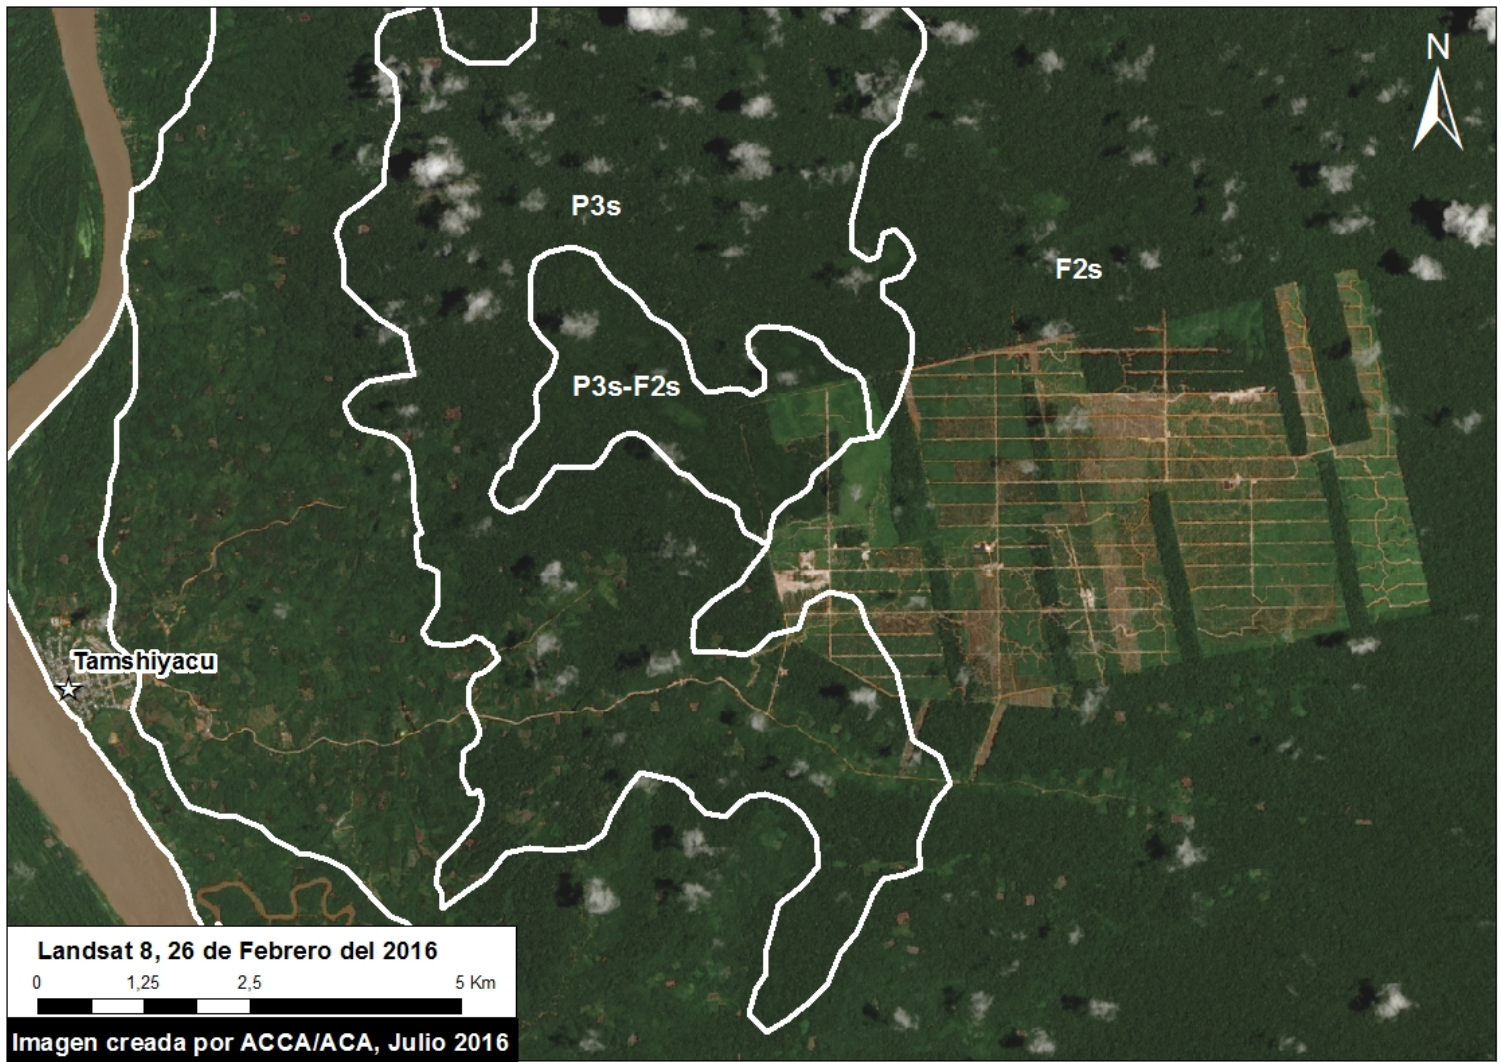 N
P3s
F2s
P3s-F2s
Tamshiyacu
Landsat 8, 26 de Febrero del 2016
0 1,25 2,5 5 Km
Imagen creada por ACCA/ACA, Julio 2016